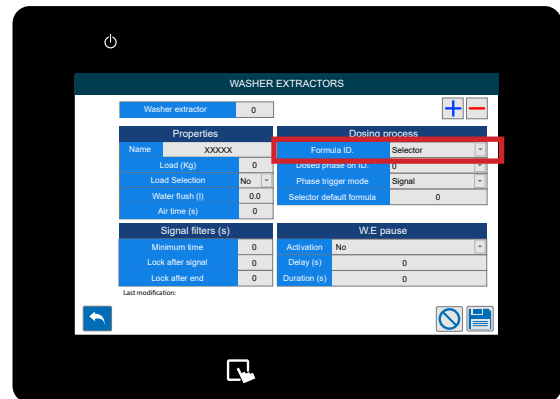 WASHER EXTRACTORS
Washer extractor 0
Properties
Name XXXXX
Load (Kg) 0
Load Selection No
Water flush (l) 0.0
Air time (s) 0
Dosing process
Formula ID. Selector
Dosed phase on ID. 0
Phase trigger mode Signal
Selector default formula 0
Signal filters (s)
Minimum time 0
Lock after signal 0
Lock after end 0
W.E pause
Activation No
Delay (s) 0
Duration (s) 0
Last modification: